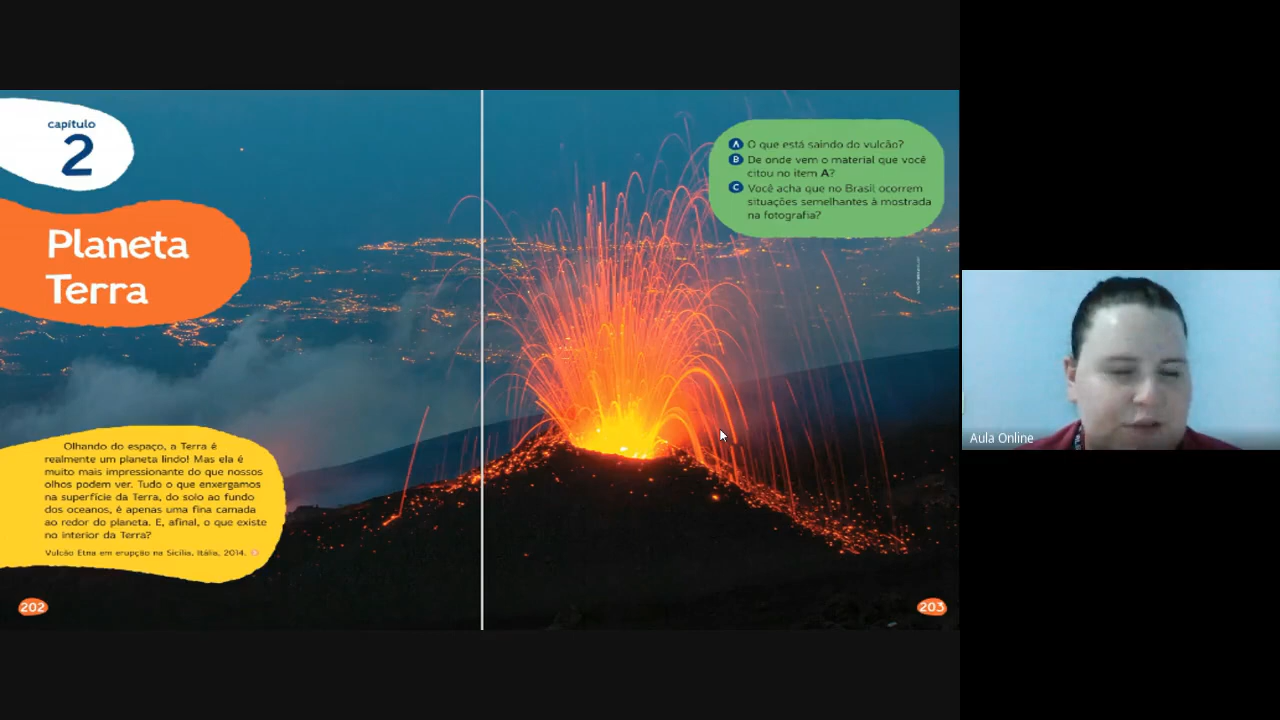 capítulo
2
Planeta
Terra
Olhando do espaço, a Terra é
realmente um planeta lindo! Mas ela é
muito mais impressionante do que nossos
olhos podem ver. Tudo o que enxergamos
na superfície da Terra, do solo ao fundo
dos oceanos, é apenas uma fina camada
ao redor do planeta. E, afinal, o que existe
no interior da Terra?
Vulcão Etna em erupção na Sicília, Itália, 2014.
202
A O que está saindo do vulcão?
B De onde vem o material que você
citou no item A?
C Você acha que no Brasil ocorrem
situações semelhantes à mostrada
na fotografia?
203
Aula Online